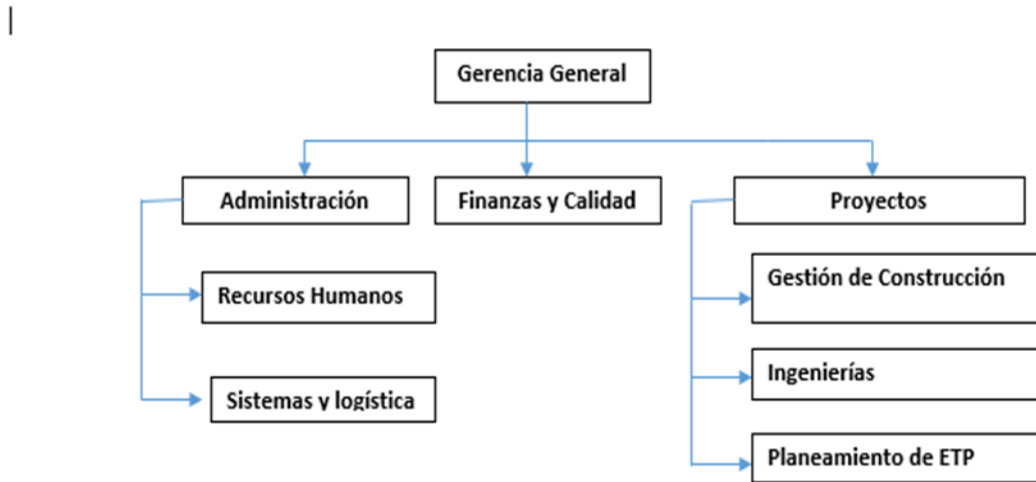 Gerencia General
Administración
Finanzas y Calidad
Proyectos
Recursos Humanos
Sistemas y logística
Gestión de Construcción
Ingenierías
Planeamiento de ETP